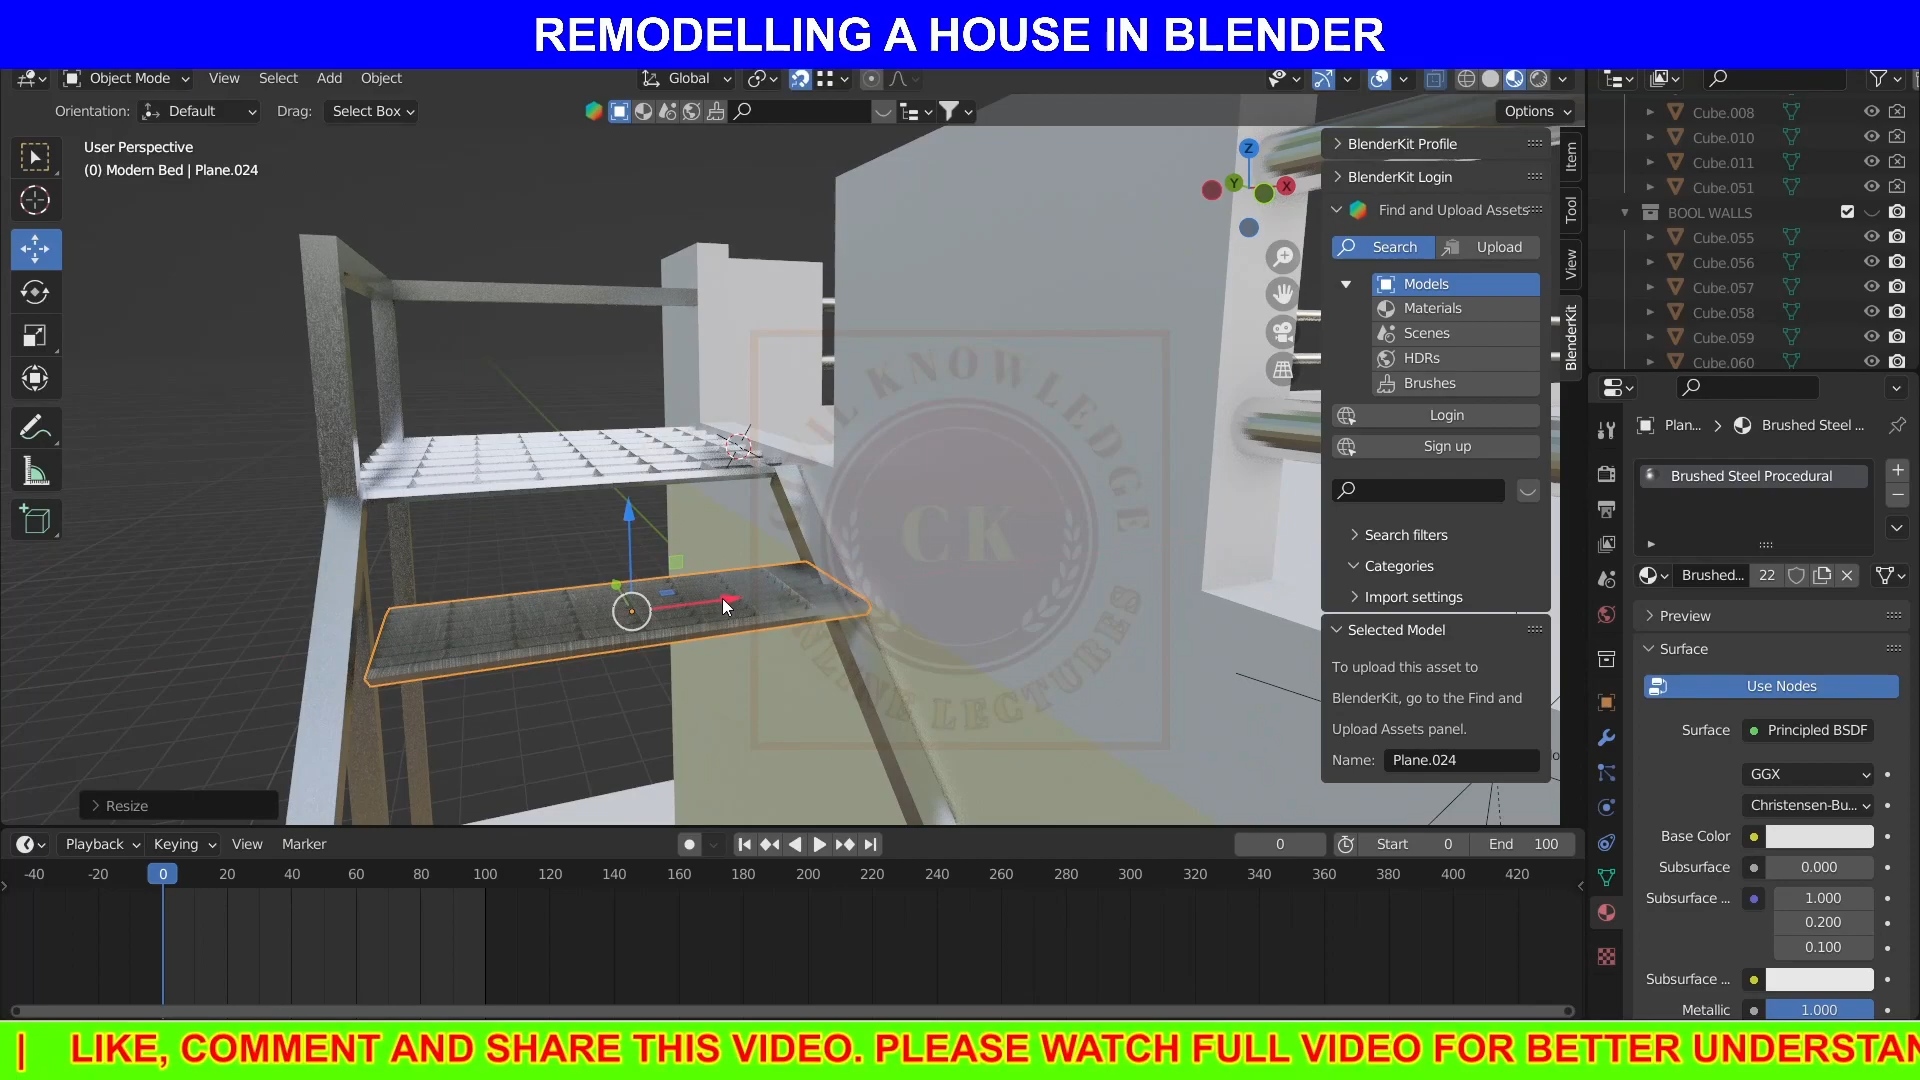 REMODELLING A HOUSE IN BLENDER
Object Mode View Select Add Object Global
Orientation: Default Drag: Select Box Options
User Perspective
(0) Modern Bed | Plane.024
Z
Y
X
BlenderKit Profile
BlenderKit Login
Find and Upload Assets
Search Upload
Models
Materials
Scenes
HDRs
Brushes
Login
Sign up
Search filters
Categories
Import settings
Selected Model
To upload this asset to
BlenderKit, go to the Find and
Upload Assets panel.
Name: Plane.024
Item
Tool
View
BlenderKit
CK
Resize
Cube.008
Cube.010
Cube.011
Cube.051
BOOL WALLS
Cube.055
Cube.056
Cube.057
Cube.058
Cube.059
Cube.060
Plan... Brushed Steel ...
Brushed Steel Procedural
Brushed... 22
Preview
Surface
Use Nodes
Surface Principled BSDF
GGX
Christensen-Bu...
Base Color
Subsurface 0.000
Subsurface ... 1.000
0.200
0.100
Subsurface ...
Metallic 1.000
Playback Keying View Marker 0 Start 0 End 100
-40 -20 0 20 40 60 80 100 120 140 160 180 200 220 240 260 280 300 320 340 360 380 400 420
| LIKE, COMMENT AND SHARE THIS VIDEO. PLEASE WATCH FULL VIDEO FOR BETTER UNDERSTAN